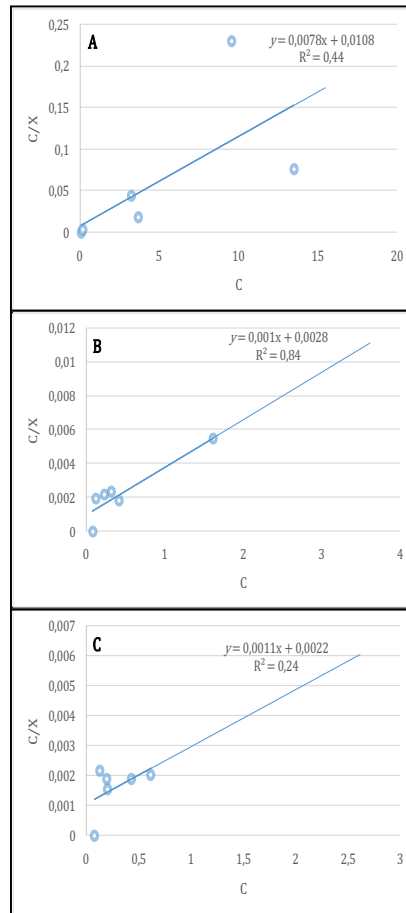 A
y = 0,0078x + 0,0108
R² = 0,44
0,25
0,2
0,15
0,1
0,05
0
C/X
0 5 10 15 20
C
B
y = 0,001x + 0,0028
R² = 0,84
0,012
0,01
0,008
0,006
0,004
0,002
0
C/X
0 1 2 3 4
C
C
y = 0,0011x + 0,0022
R² = 0,24
0,007
0,006
0,005
0,004
0,003
0,002
0,001
0
C/X
0 0,5 1 1,5 2 2,5 3
C